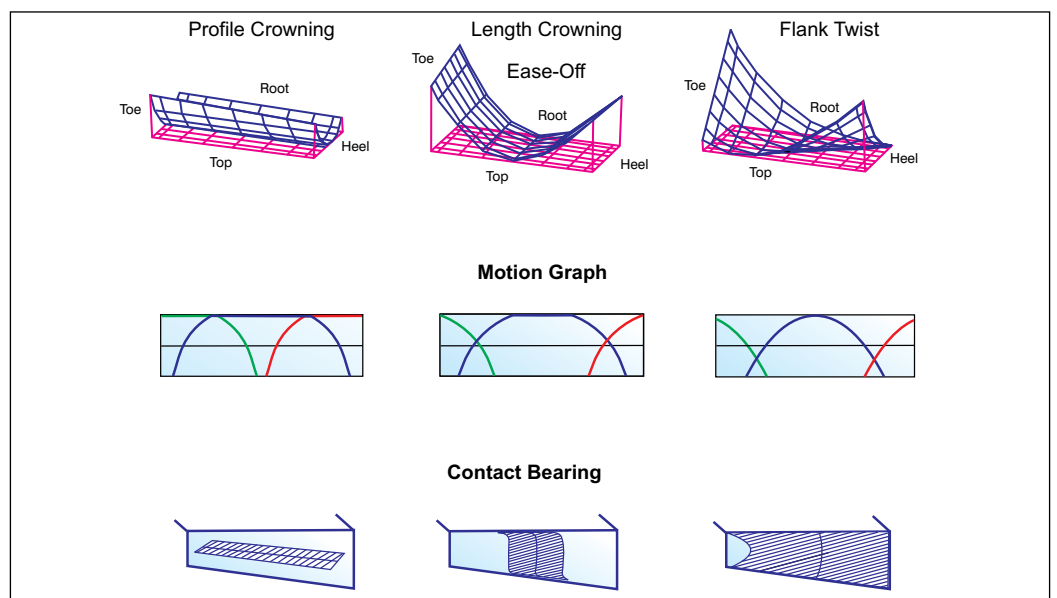 Profile Crowning
Length Crowning
Flank Twist
Ease-Off
Toe
Root
Heel
Top
Toe
Root
Heel
Top
Toe
Root
Heel
Top
Motion Graph
Contact Bearing